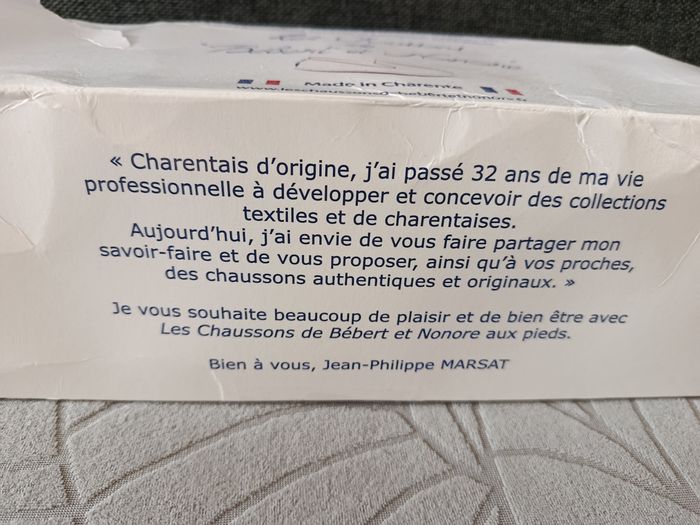 Made in Charente
www.leschaussonsdebebertetnonore.fr
« Charentais d'origine, j'ai passé 32 ans de ma vie
professionnelle à développer et concevoir des collections
textiles et de charentaises.
Aujourd'hui, j'ai envie de vous faire partager mon
savoir-faire et de vous proposer, ainsi qu'à vos proches,
des chaussons authentiques et originaux. »
Je vous souhaite beaucoup de plaisir et de bien être avec
Les Chaussons de Bébert et Nonore aux pieds.
Bien à vous, Jean-Philippe MARSAT